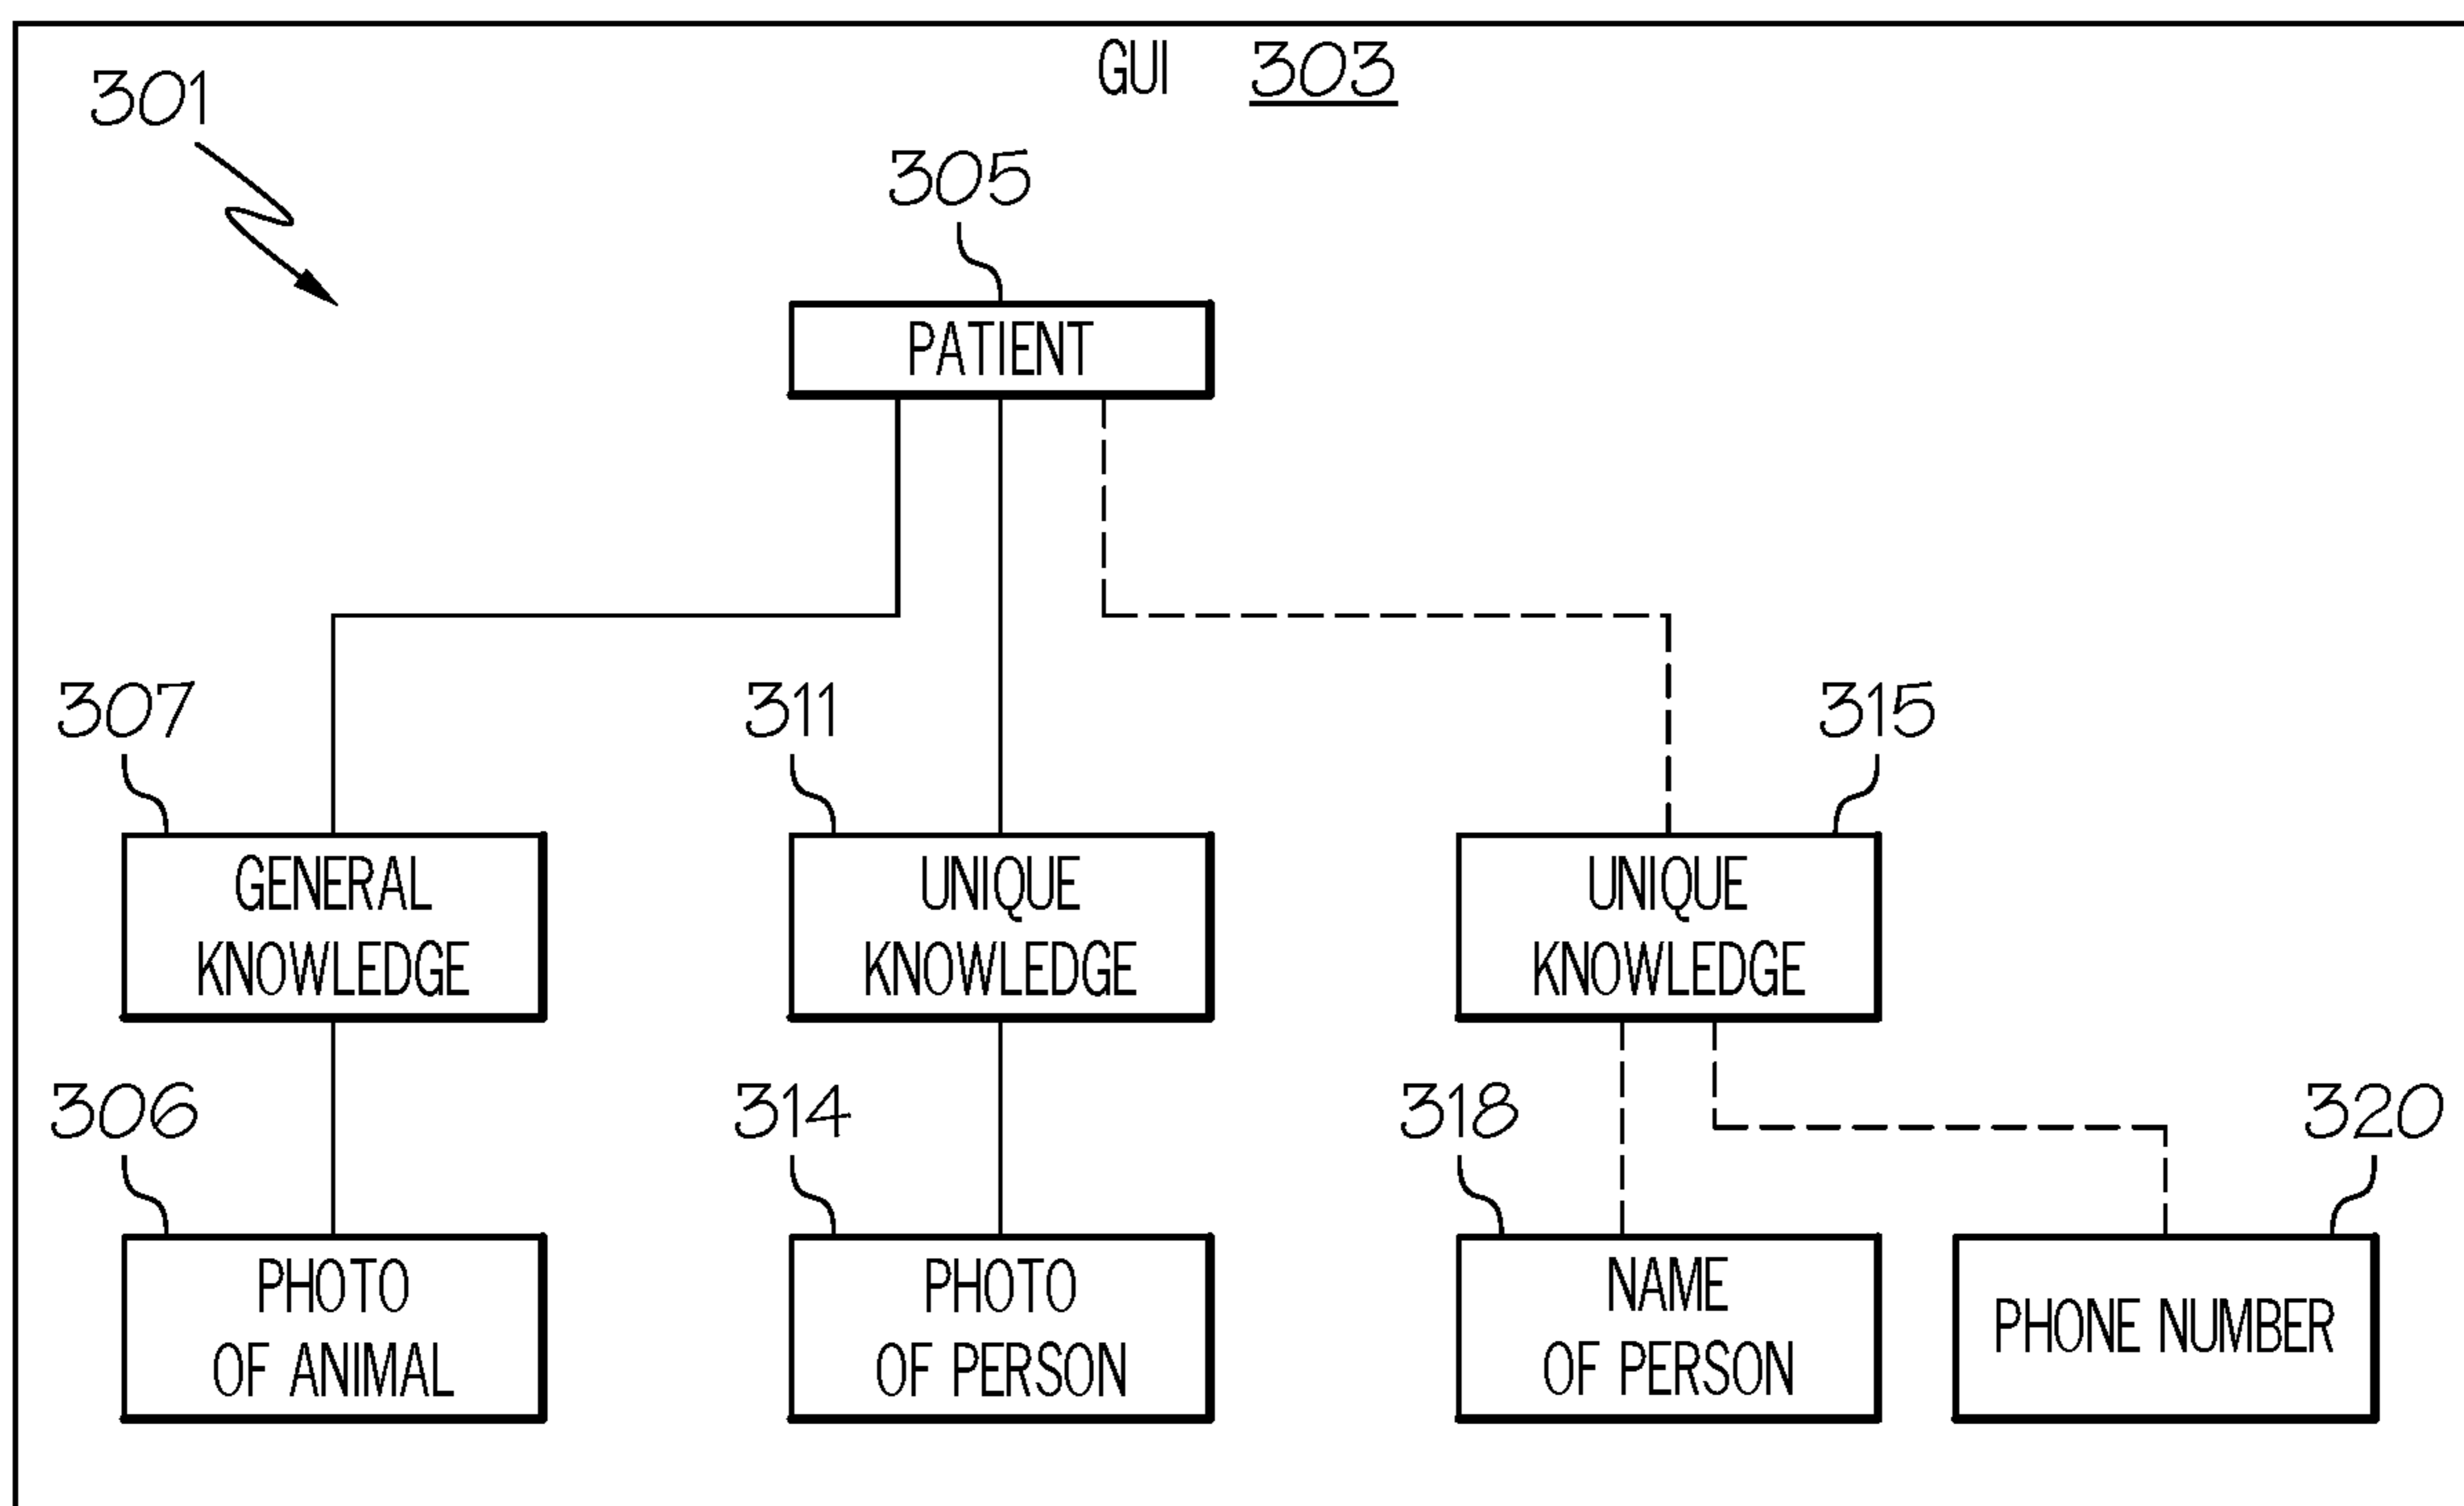 GUI 303
301
305
PATIENT
307
311
315
GENERAL
KNOWLEDGE
UNIQUE
KNOWLEDGE
UNIQUE
KNOWLEDGE
306
314
318
320
PHOTO
OF ANIMAL
PHOTO
OF PERSON
NAME
OF PERSON
PHONE NUMBER